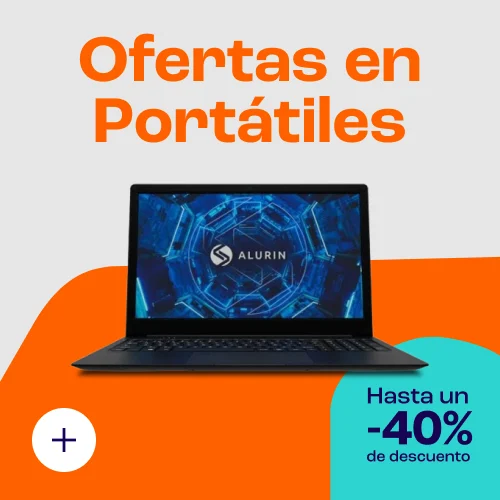 Ofertas en
Portátiles
ALURIN
Hasta un
-40%
de descuento